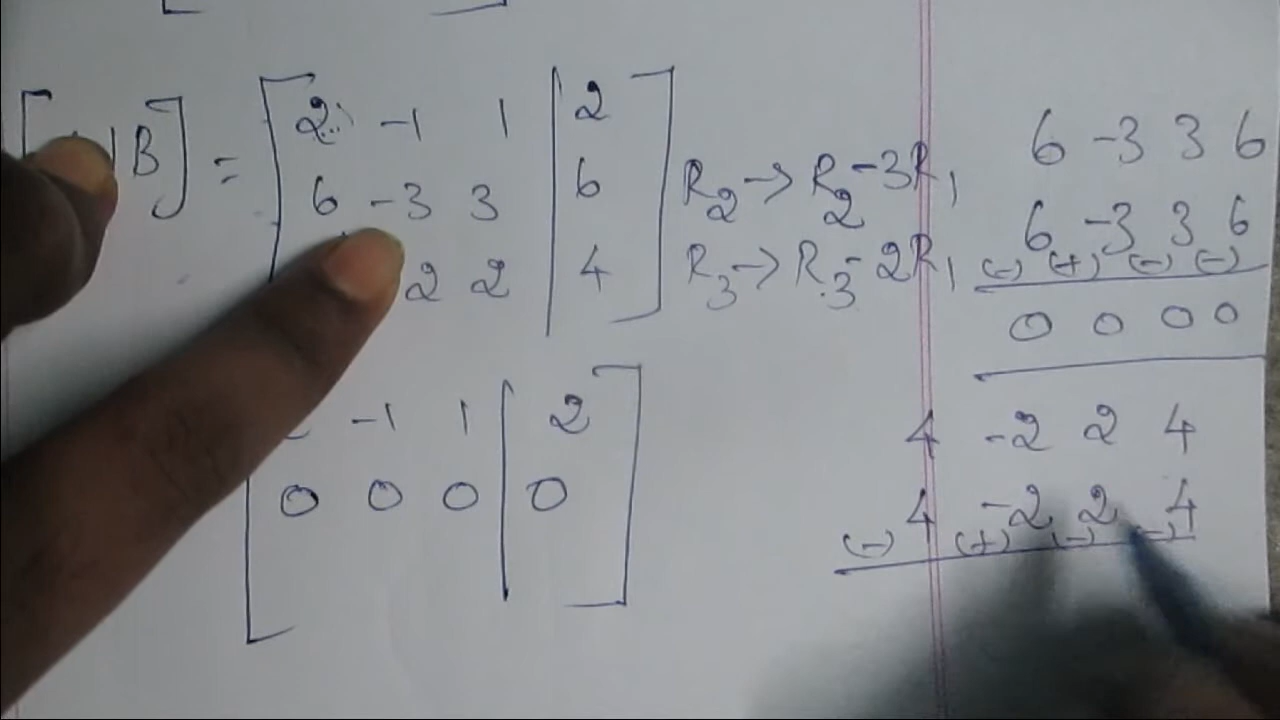 B] = [ 2 -1 1 | 2 ]
6 -3 3 | 6 R2 -> R2 - 3R1
2 2 | 4 R3 -> R3 - 2R1
-1 1 | 2
0 0 0 | 0
6 -3 3 6
6 -3 3 6
(-) (+) (-) (-)
0 0 0 0
4 -2 2 4
4 -2 2 4
(-) (+) (-) (-)